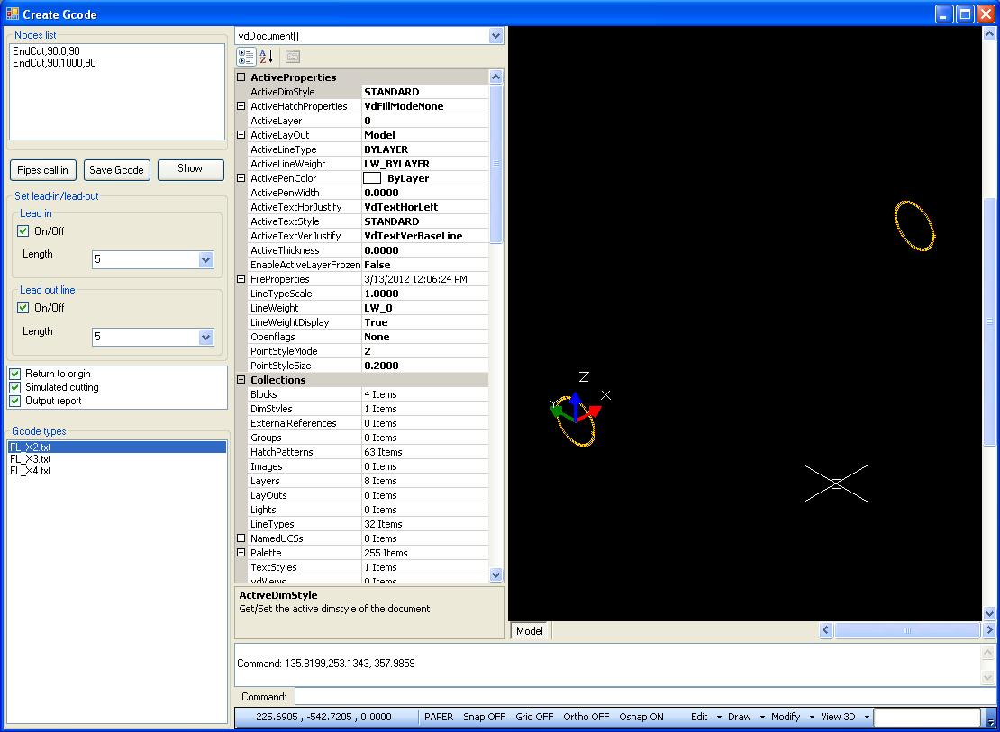 Create Gcode
Nodes list
EndCut,90,0,90
EndCut,90,1000,90
Pipes call in
Save Gcode
Show
Set lead-in/lead-out
Lead in
On/Off
Length
5
Lead out line
On/Off
Length
5
Return to origin
Simulated cutting
Output report
Gcode types
FL_X2.txt
FL_X3.txt
FL_X4.txt
vdDocument()
ActiveProperties
ActiveDimStyle STANDARD
ActiveHatchProperties VdFillModeNone
ActiveLayer 0
ActiveLayOut Model
ActiveLineType BYLAYER
ActiveLineWeight LW_BYLAYER
ActivePenColor ByLayer
ActivePenWidth 0.0000
ActiveTextHorJustify VdTextHorLeft
ActiveTextStyle STANDARD
ActiveTextVerJustify VdTextVerBaseLine
ActiveThickness 0.0000
EnableActiveLayerFrozen False
FileProperties 3/13/2012 12:06:24 PM
LineTypeScale 1.0000
LineWeight LW_0
LineWeightDisplay True
Openflags None
PointStyleMode 2
PointStyleSize 0.2000
Collections
Blocks 4 Items
DimStyles 1 Items
ExternalReferences 0 Items
Groups 0 Items
HatchPatterns 63 Items
Images 0 Items
Layers 8 Items
LayOuts 0 Items
Lights 0 Items
LineTypes 32 Items
NamedUCSs 0 Items
Palette 255 Items
TextStyles 1 Items
vdViews 0 Items
ActiveDimStyle
Get/Set the active dimstyle of the document.
Z
X
Y
Model
Command: 135.8199,253.1343,-357.9859
Command:
225.6905 , -542.7205 , 0.0000 PAPER Snap OFF Grid OFF Ortho OFF Osnap ON Edit Draw Modify View 3D